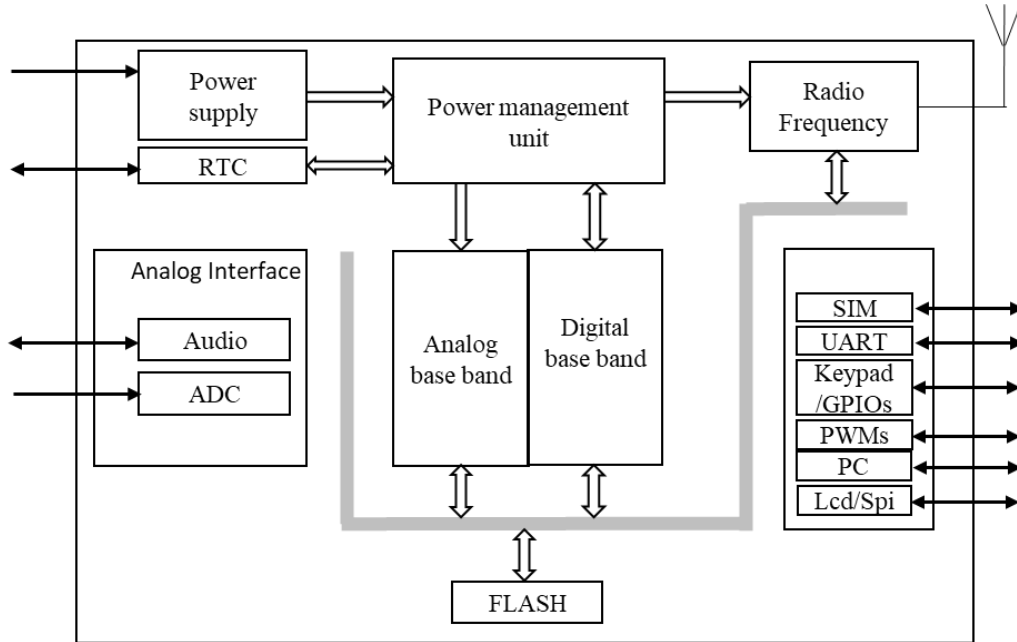 Power
supply
Power management
unit
Radio
Frequency
RTC
Analog Interface
Audio
ADC
Analog
base band
Digital
base band
SIM
UART
Keypad
/GPIOs
PWMs
PC
Lcd/Spi
FLASH